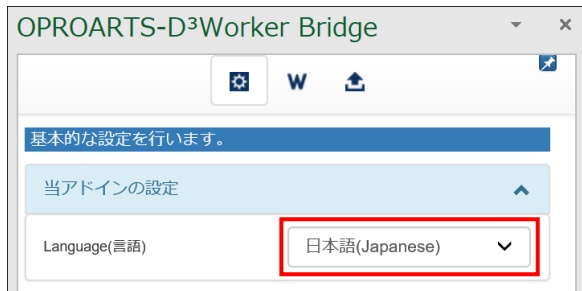 OPROARTS-D³Worker Bridge
W
基本的な設定を行います。
当アドインの設定
Language(言語)
日本語(Japanese)